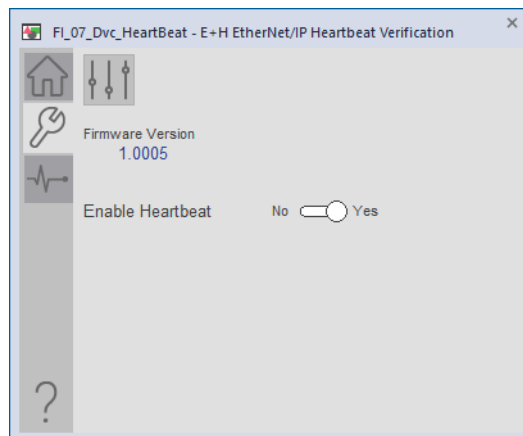 FI_07_Dvc_HeartBeat - E+H EtherNet/IP Heartbeat Verification
Firmware Version
1.0005
Enable Heartbeat No Yes
?